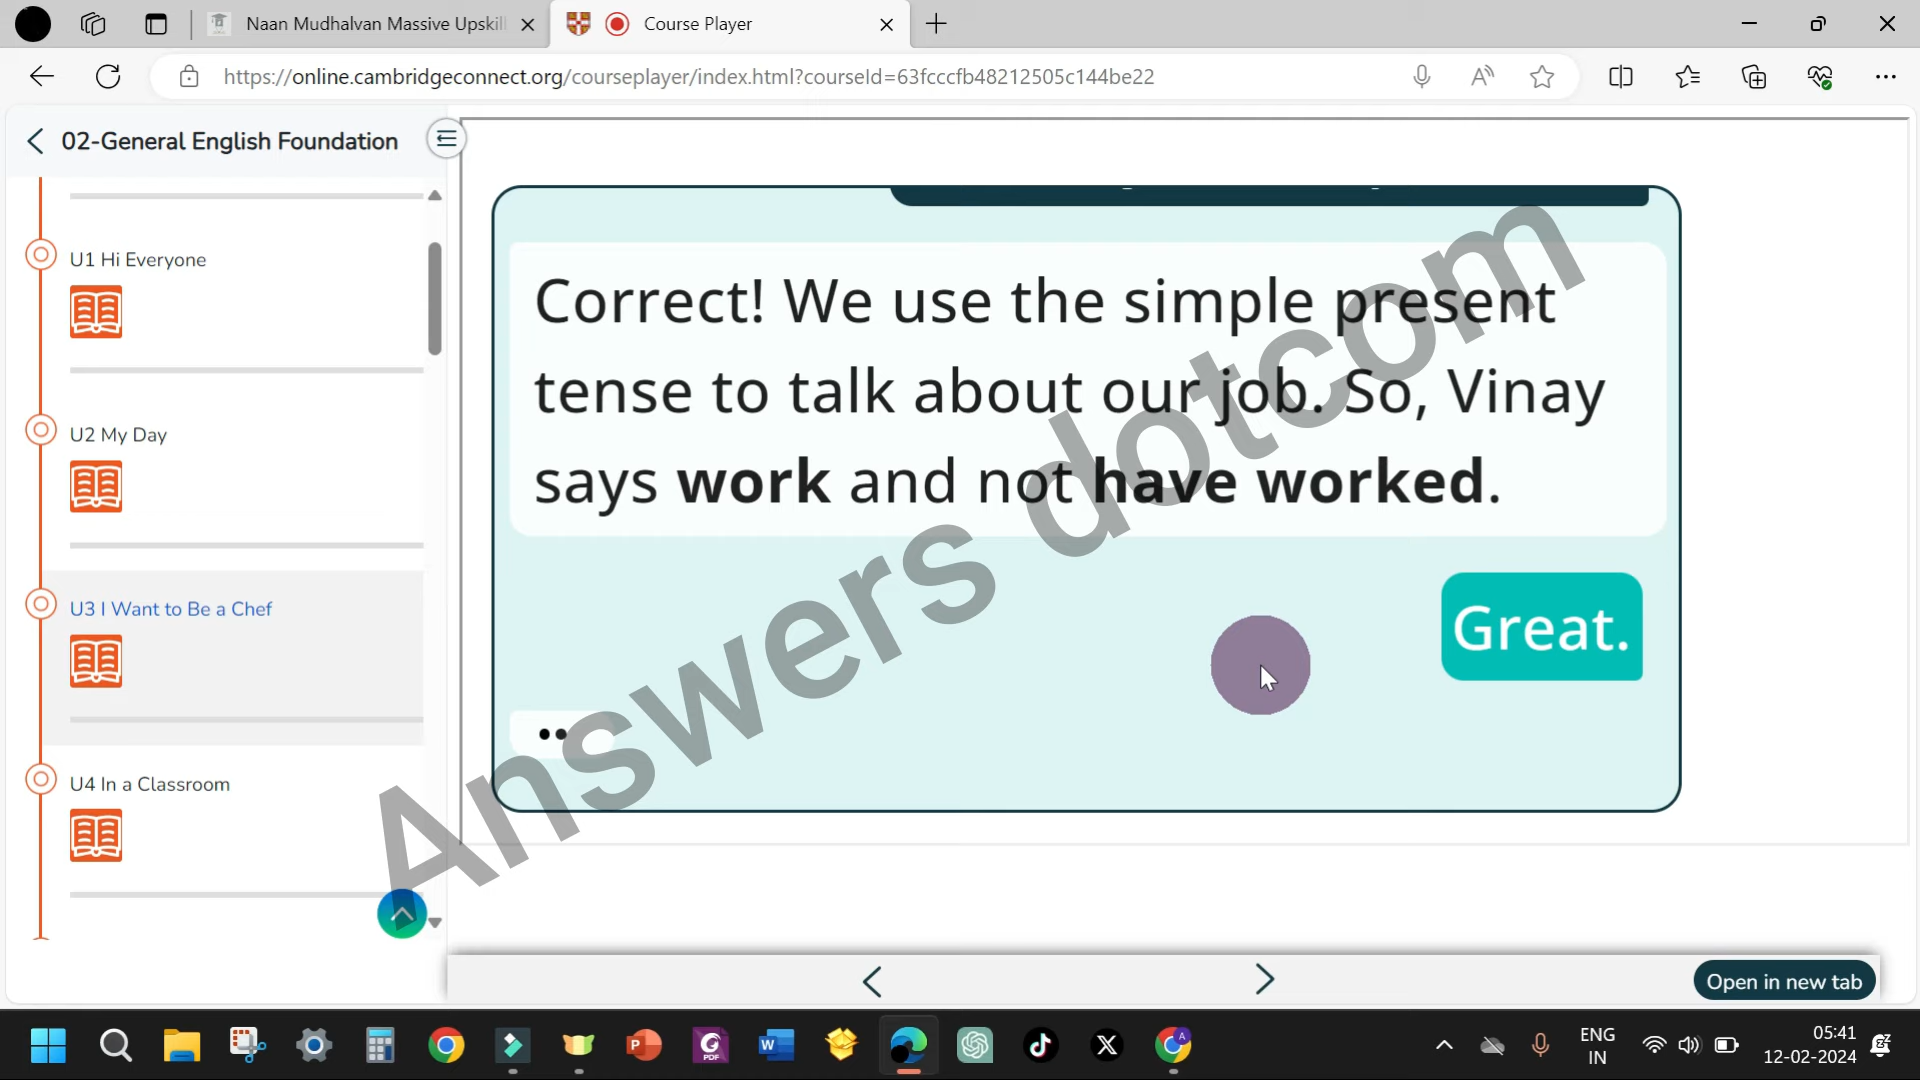 Naan Mudhalvan Massive Upskil
Course Player
https://online.cambridgeconnect.org/courseplayer/index.html?courseId=63fcccfb48212505c144be22
02-General English Foundation
U1 Hi Everyone
U2 My Day
U3 I Want to Be a Chef
U4 In a Classroom
Correct! We use the simple present
tense to talk about our job. So, Vinay
says work and not have worked.
Great.
Answers dotcom
Open in new tab
ENG
IN
05:41
12-02-2024